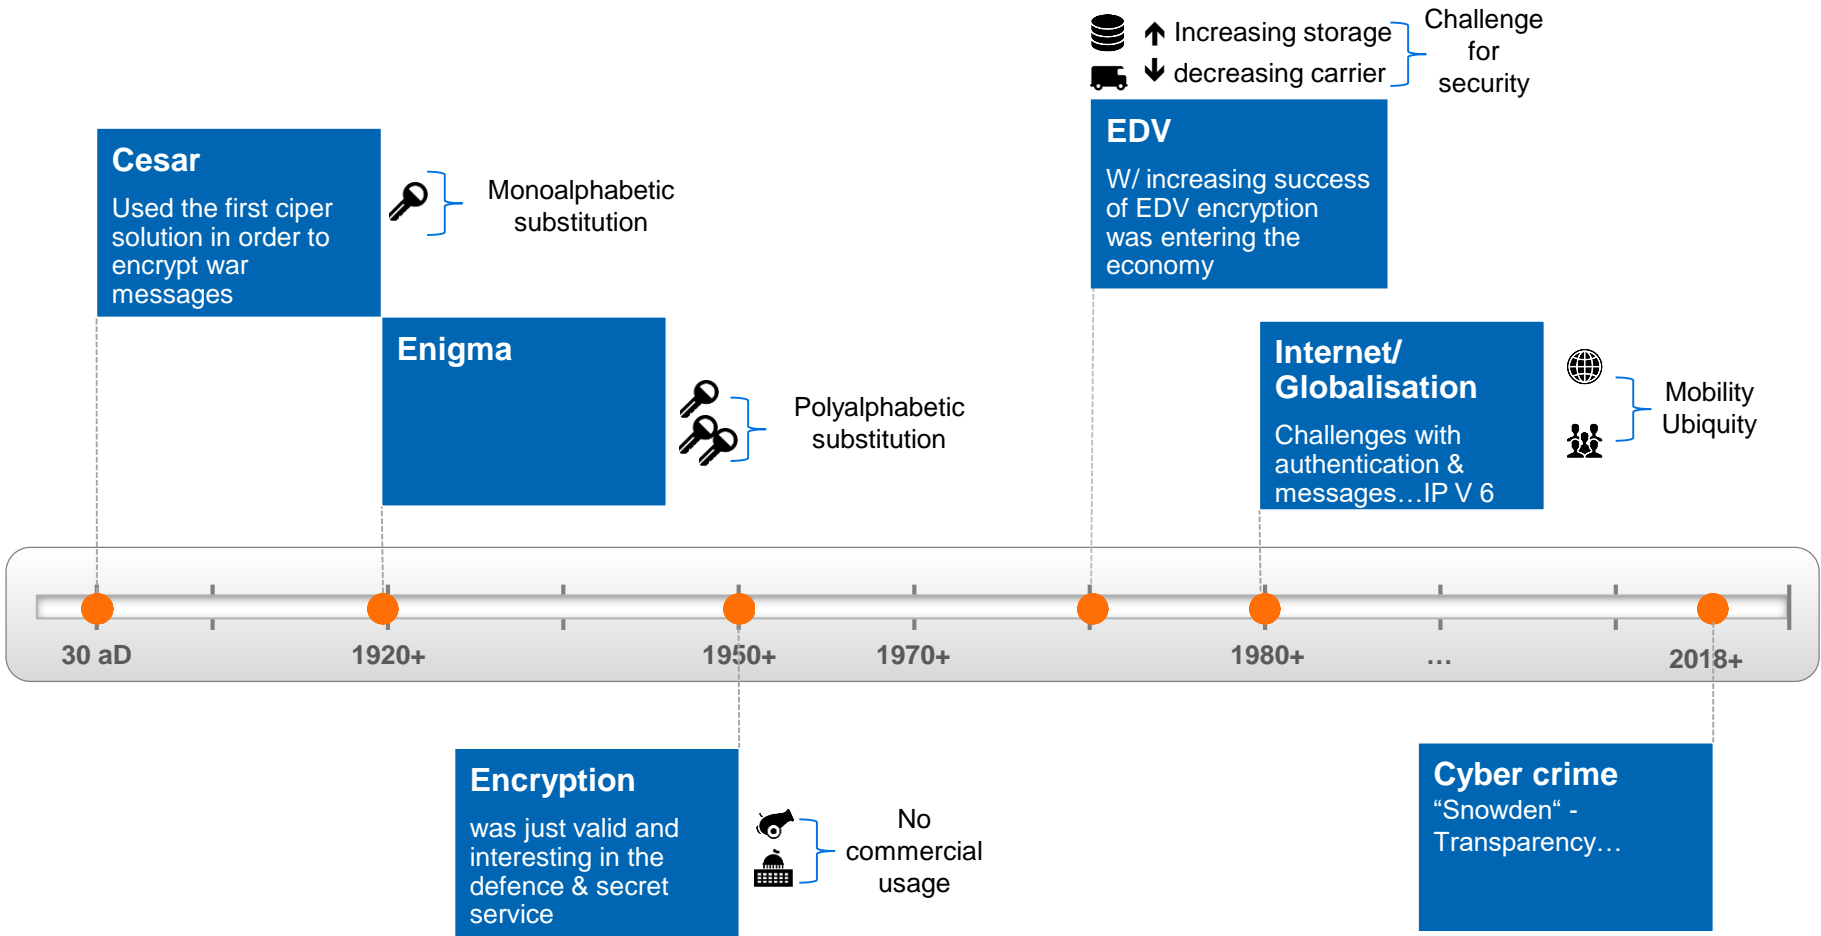 Increasing storage
decreasing carrier
Challenge
for
security
Cesar
Used the first ciper
solution in order to
encrypt war
messages
Monoalphabetic
substitution
EDV
W/ increasing success
of EDV encryption
was entering the
economy
Enigma
Polyalphabetic
substitution
Internet/
Globalisation
Challenges with
authentication &
messages…IP V 6
Mobility
Ubiquity
30 aD
1920+
1950+
1970+
1980+
…
2018+
Encryption
was just valid and
interesting in the
defence & secret
service
No
commercial
usage
Cyber crime
“Snowden“ -
Transparency…